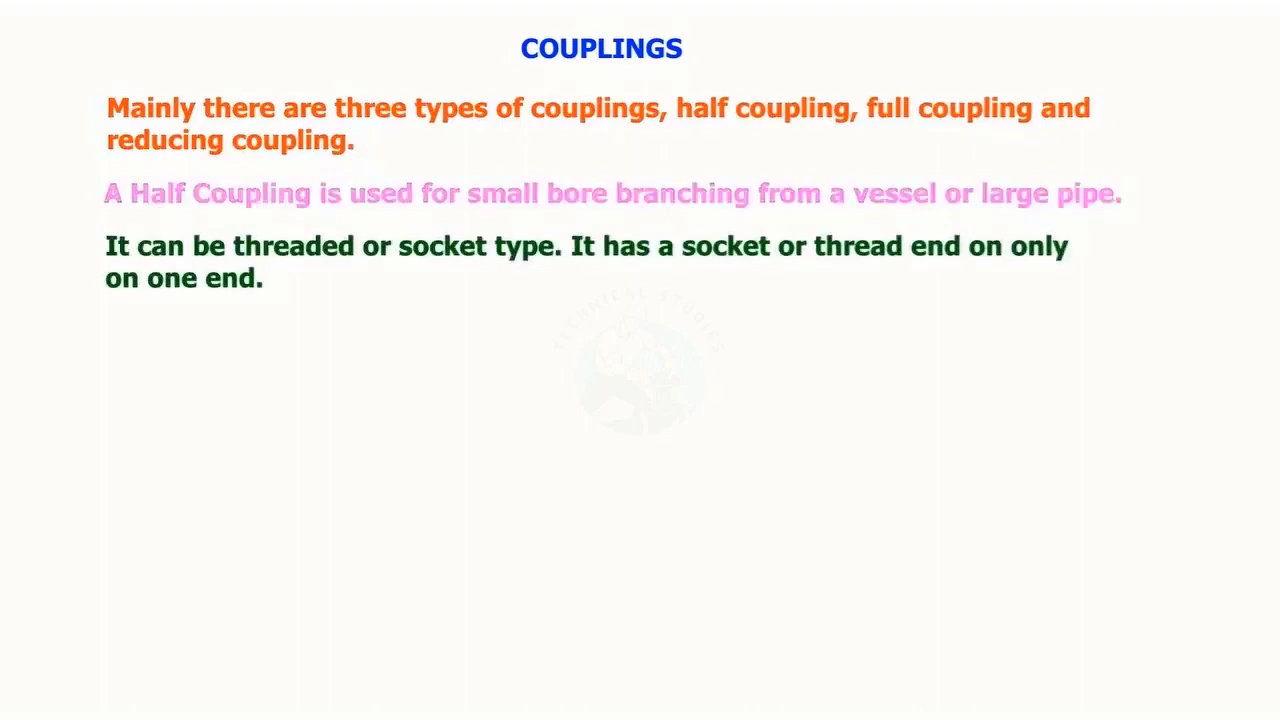 COUPLINGS
Mainly there are three types of couplings, half coupling, full coupling and
reducing coupling.
A Half Coupling is used for small bore branching from a vessel or large pipe.
It can be threaded or socket type. It has a socket or thread end on only
on one end.
TECHNICAL STUDIES